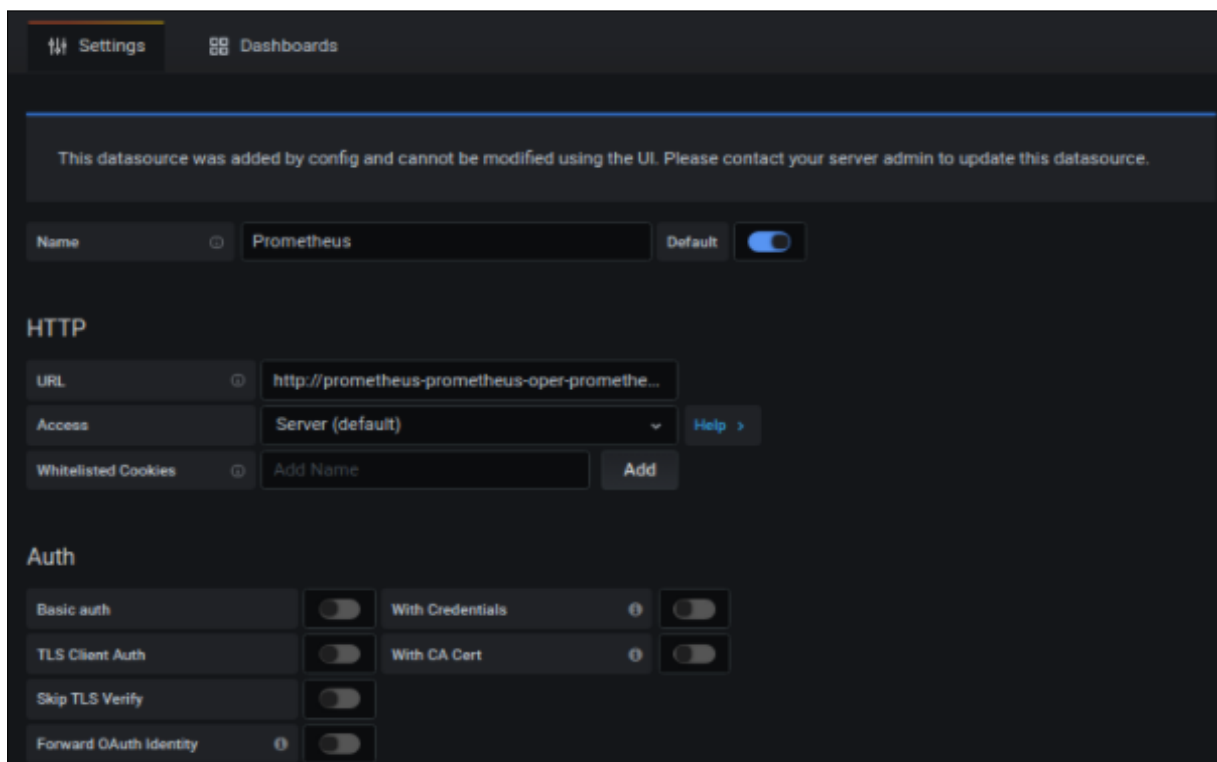 Settings Dashboards
This datasource was added by config and cannot be modified using the UI. Please contact your server admin to update this datasource.
Name Prometheus Default
HTTP
URL http://prometheus-prometheus-oper-promethe...
Access Server (default) Help >
Whitelisted Cookies Add Name Add
Auth
Basic auth With Credentials
TLS Client Auth With CA Cert
Skip TLS Verify
Forward OAuth Identity